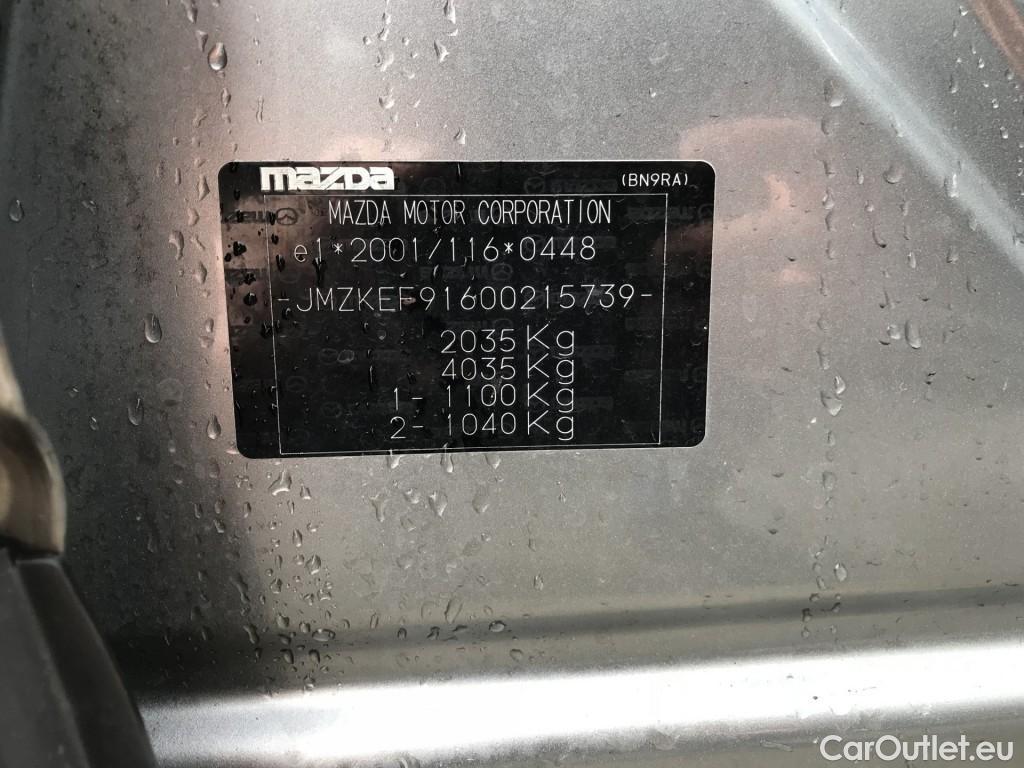 mazda
(BN9RA)
MAZDA MOTOR CORPORATION
e1*2001/116*0448
-JMZKEF91600215739-
2035 Kg
4035 Kg
1- 1100 Kg
2- 1040 Kg
CarOutlet.eu